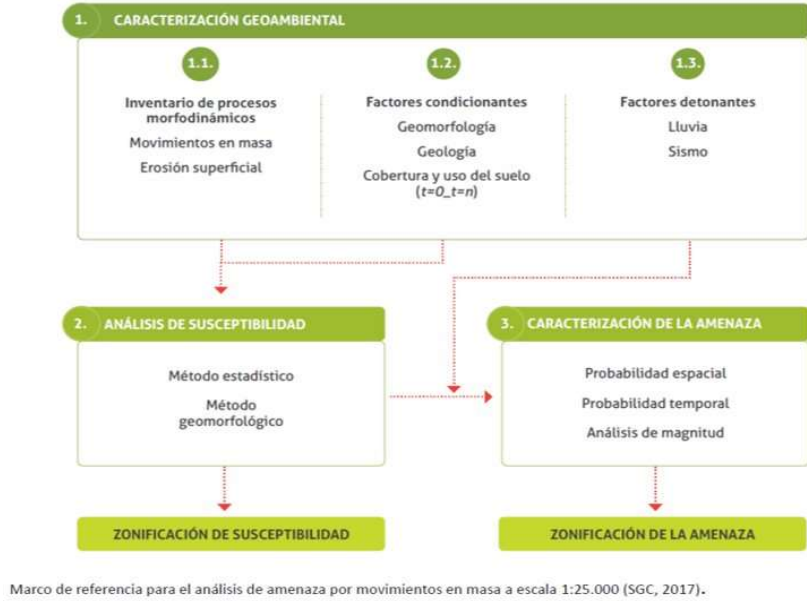 1. CARACTERIZACIÓN GEOAMBIENTAL
1.1.
Inventario de procesos
morfodinámicos
Movimientos en masa
Erosión superficial
1.2.
Factores condicionantes
Geomorfología
Geología
Cobertura y uso del suelo
(t=0_t=n)
1.3.
Factores detonantes
Lluvia
Sismo
2. ANÁLISIS DE SUSCEPTIBILIDAD
Método estadístico
Método
geomorfológico
3. CARACTERIZACIÓN DE LA AMENAZA
Probabilidad espacial
Probabilidad temporal
Análisis de magnitud
ZONIFICACIÓN DE SUSCEPTIBILIDAD
ZONIFICACIÓN DE LA AMENAZA
Marco de referencia para el análisis de amenaza por movimientos en masa a escala 1:25.000 (SGC, 2017).